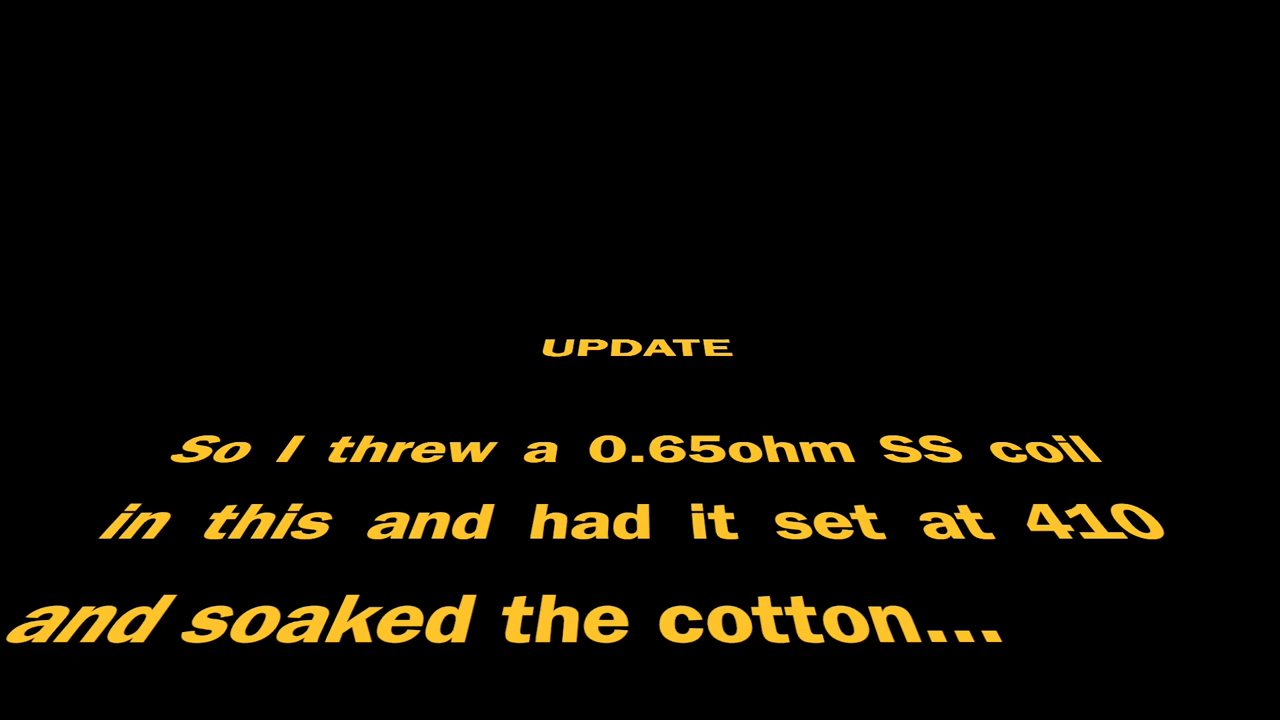 UPDATE
So I threw a 0.65ohm SS coil
in this and had it set at 410
and soaked the cotton...